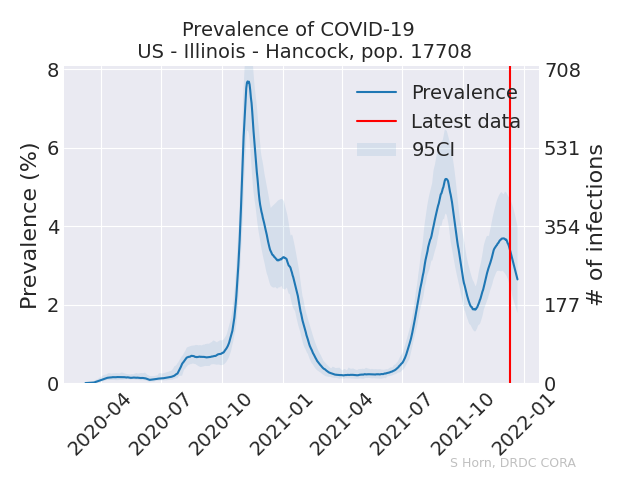 Prevalence of COVID-19
US - Illinois - Hancock, pop. 17708
Prevalence
Latest data
95CI
Prevalence (%)
8
6
4
2
0
708
531
354
177
0
# of infections
2020-04
2020-07
2020-10
2021-01
2021-04
2021-07
2021-10
2022-01
S Horn, DRDC CORA